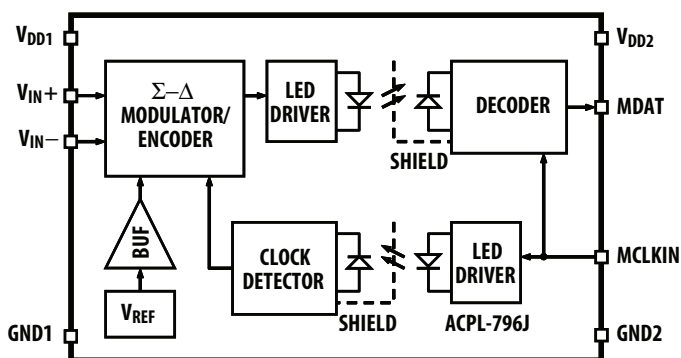 VDD1
VDD2
VIN+
VIN−
Σ−Δ
MODULATOR/
ENCODER
LED
DRIVER
SHIELD
DECODER
MDAT
BUF
VREF
CLOCK
DETECTOR
SHIELD
LED
DRIVER
ACPL-796J
MCLKIN
GND1
GND2